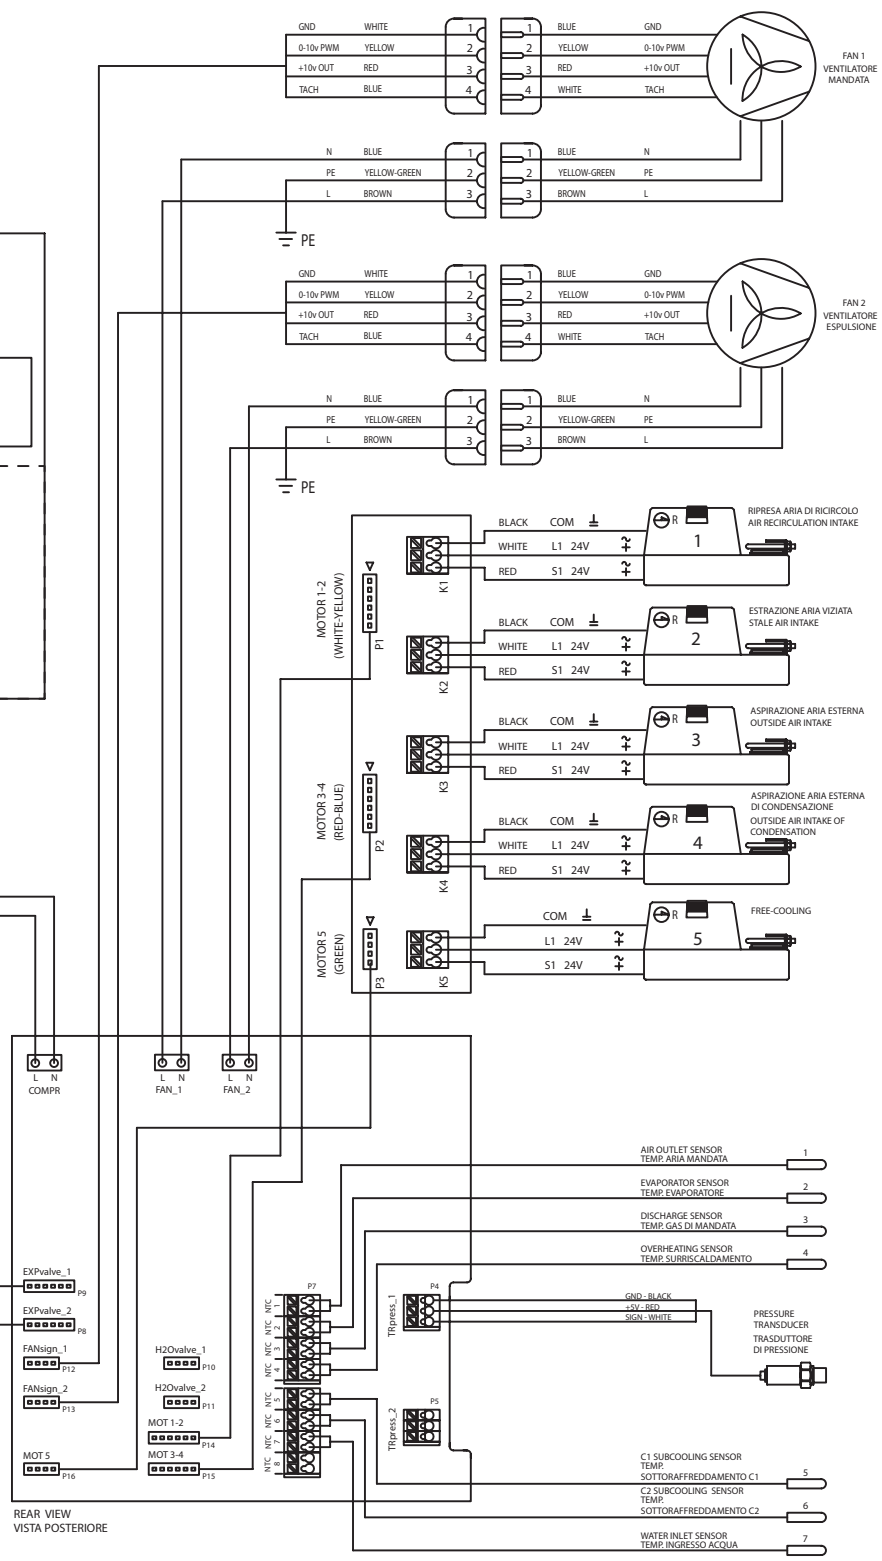 GND WHITE 1 1 BLUE GND
0-10v PWM YELLOW 2 2 YELLOW 0-10v PWM
+10v OUT RED 3 3 RED +10v OUT
TACH BLUE 4 4 WHITE TACH
FAN 1
VENTILATORE
MANDATA
N BLUE 1 1 BLUE N
PE YELLOW-GREEN 2 2 YELLOW-GREEN PE
L BROWN 3 3 BROWN L
PE
GND WHITE 1 1 BLUE GND
0-10v PWM YELLOW 2 2 YELLOW 0-10v PWM
+10v OUT RED 3 3 RED +10v OUT
TACH BLUE 4 4 WHITE TACH
FAN 2
VENTILATORE
ESPULSIONE
N BLUE 1 1 BLUE N
PE YELLOW-GREEN 2 2 YELLOW-GREEN PE
L BROWN 3 3 BROWN L
PE
MOTOR 1-2
(WHITE-YELLOW)
P1
K1
BLACK COM
WHITE L1 24V
RED S1 24V
R
1
RIPRESA ARIA DI RICIRCOLO
AIR RECIRCULATION INTAKE
K2
BLACK COM
WHITE L1 24V
RED S1 24V
R
2
ESTRAZIONE ARIA VIZIATA
STALE AIR INTAKE
MOTOR 3-4
(RED-BLUE)
P2
K3
BLACK COM
WHITE L1 24V
RED S1 24V
R
3
ASPIRAZIONE ARIA ESTERNA
OUTSIDE AIR INTAKE
K4
BLACK COM
WHITE L1 24V
RED S1 24V
R
4
ASPIRAZIONE ARIA ESTERNA
DI CONDENSAZIONE
OUTSIDE AIR INTAKE OF
CONDENSATION
MOTOR 5
(GREEN)
P3
K5
COM
L1 24V
S1 24V
R
5
FREE-COOLING
L N
COMPR
L N
FAN_1
L N
FAN_2
AIR OUTLET SENSOR
TEMP. ARIA MANDATA
1
EVAPORATOR SENSOR
TEMP. EVAPORATORE
2
DISCHARGE SENSOR
TEMP. GAS DI MANDATA
3
OVERHEATING SENSOR
TEMP. SURRISCALDAMENTO
4
EXPvalve_1
P9
EXPvalve_2
P8
FANsign_1
P12
FANsign_2
P13
MOT 5
P16
H2Ovalve_1
P10
H2Ovalve_2
P11
MOT 1-2
P14
MOT 3-4
P15
P7
NTC 1
NTC 2
NTC 3
NTC 4
NTC 5
NTC 6
NTC 7
NTC 8
P4
TRpress_1
GND - BLACK
+5V - RED
SIGN - WHITE
P5
TRpress_2
PRESSURE
TRANSDUCER
TRASDUTTORE
DI PRESSIONE
C1 SUBCOOLING SENSOR
TEMP.
SOTTORAFFREDDAMENTO C1
5
C2 SUBCOOLING SENSOR
TEMP.
SOTTORAFFREDDAMENTO C2
6
WATER INLET SENSOR
TEMP. INGRESSO ACQUA
7
REAR VIEW
VISTA POSTERIORE